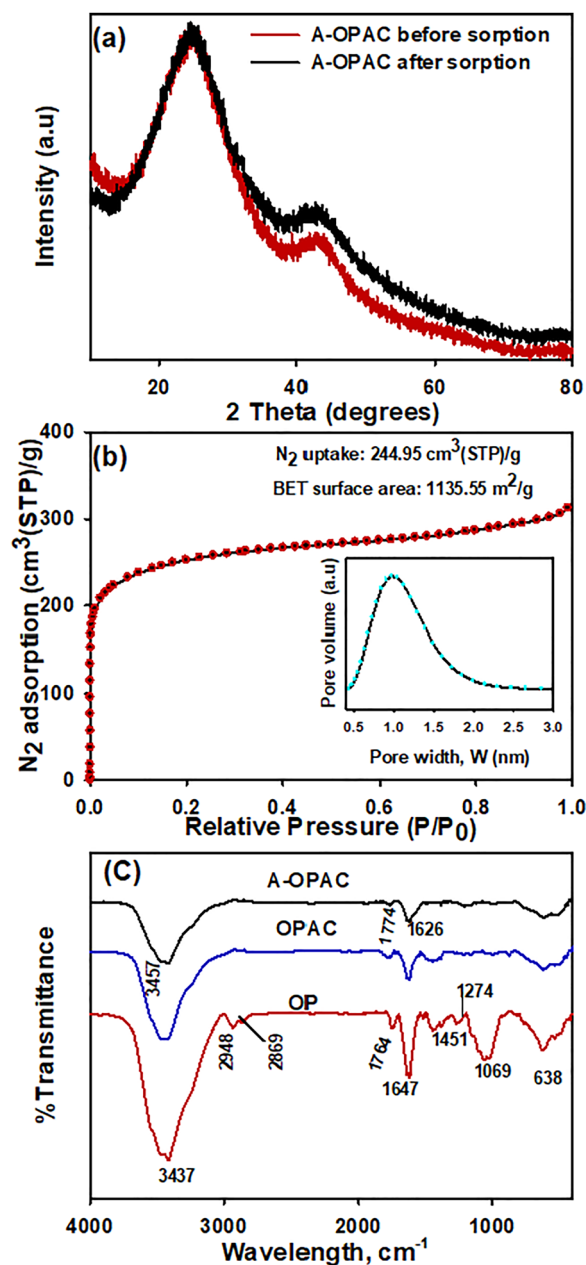 (a)
A-OPAC before sorption
A-OPAC after sorption
Intensity (a.u)
20 40 60 80
2 Theta (degrees)
(b)
N2 uptake: 244.95 cm³(STP)/g
BET surface area: 1135.55 m²/g
N2 adsorption (cm³(STP)/g)
400
300
200
100
0
Pore volume (a.u)
0.5 1.0 1.5 2.0 2.5 3.0
Pore width, W (nm)
0.0 0.2 0.4 0.6 0.8 1.0
Relative Pressure (P/P0)
(C)
A-OPAC
1774
1626
OPAC
3457
1274
OP
2948
2869
1764
1647
1451
1069
638
3437
%Transmittance
4000 3000 2000 1000
Wavelength, cm-1